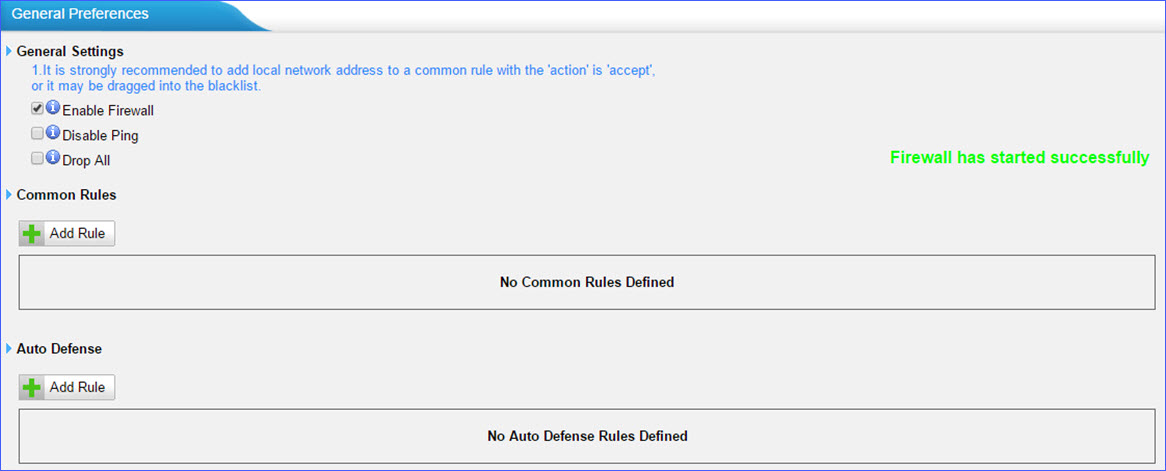 General Preferences
General Settings
1.It is strongly recommended to add local network address to a common rule with the 'action' is 'accept',
or it may be dragged into the blacklist.
Enable Firewall
Disable Ping
Drop All
Firewall has started successfully
Common Rules
Add Rule
No Common Rules Defined
Auto Defense
Add Rule
No Auto Defense Rules Defined